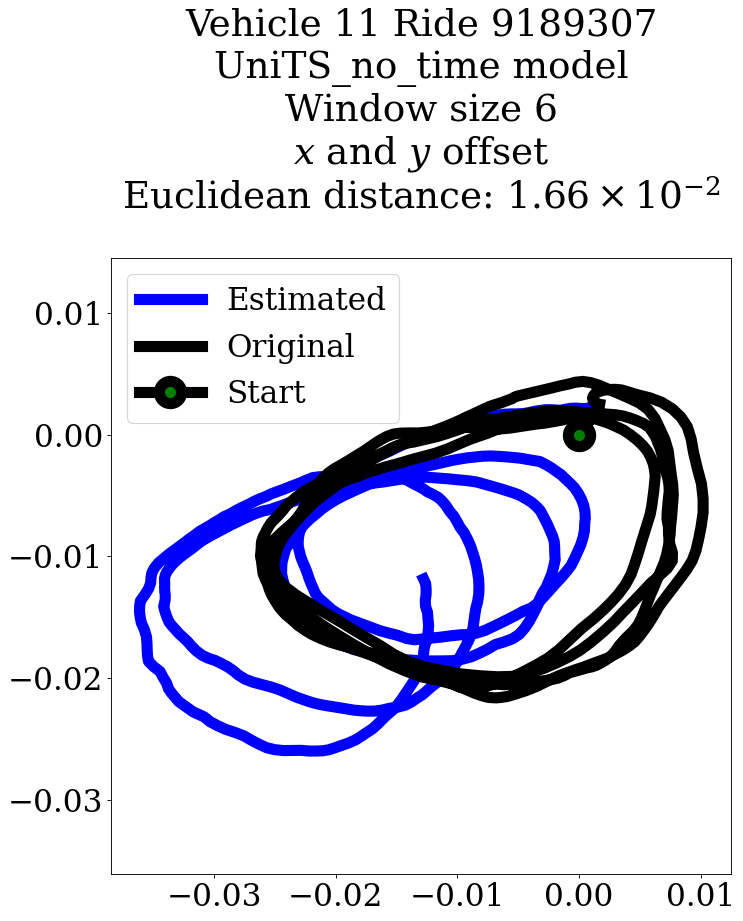 Vehicle 11 Ride 9189307
UniTS_no_time model
Window size 6
x and y offset
Euclidean distance: 1.66 × 10⁻²
Estimated
Original
Start
0.01
0.00
−0.01
−0.02
−0.03
−0.03 −0.02 −0.01 0.00 0.01